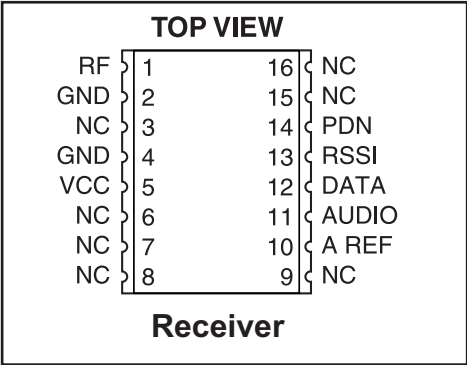 TOP VIEW
RF 1 16 NC
GND 2 15 NC
NC 3 14 PDN
GND 4 13 RSSI
VCC 5 12 DATA
NC 6 11 AUDIO
NC 7 10 A REF
NC 8 9 NC
Receiver